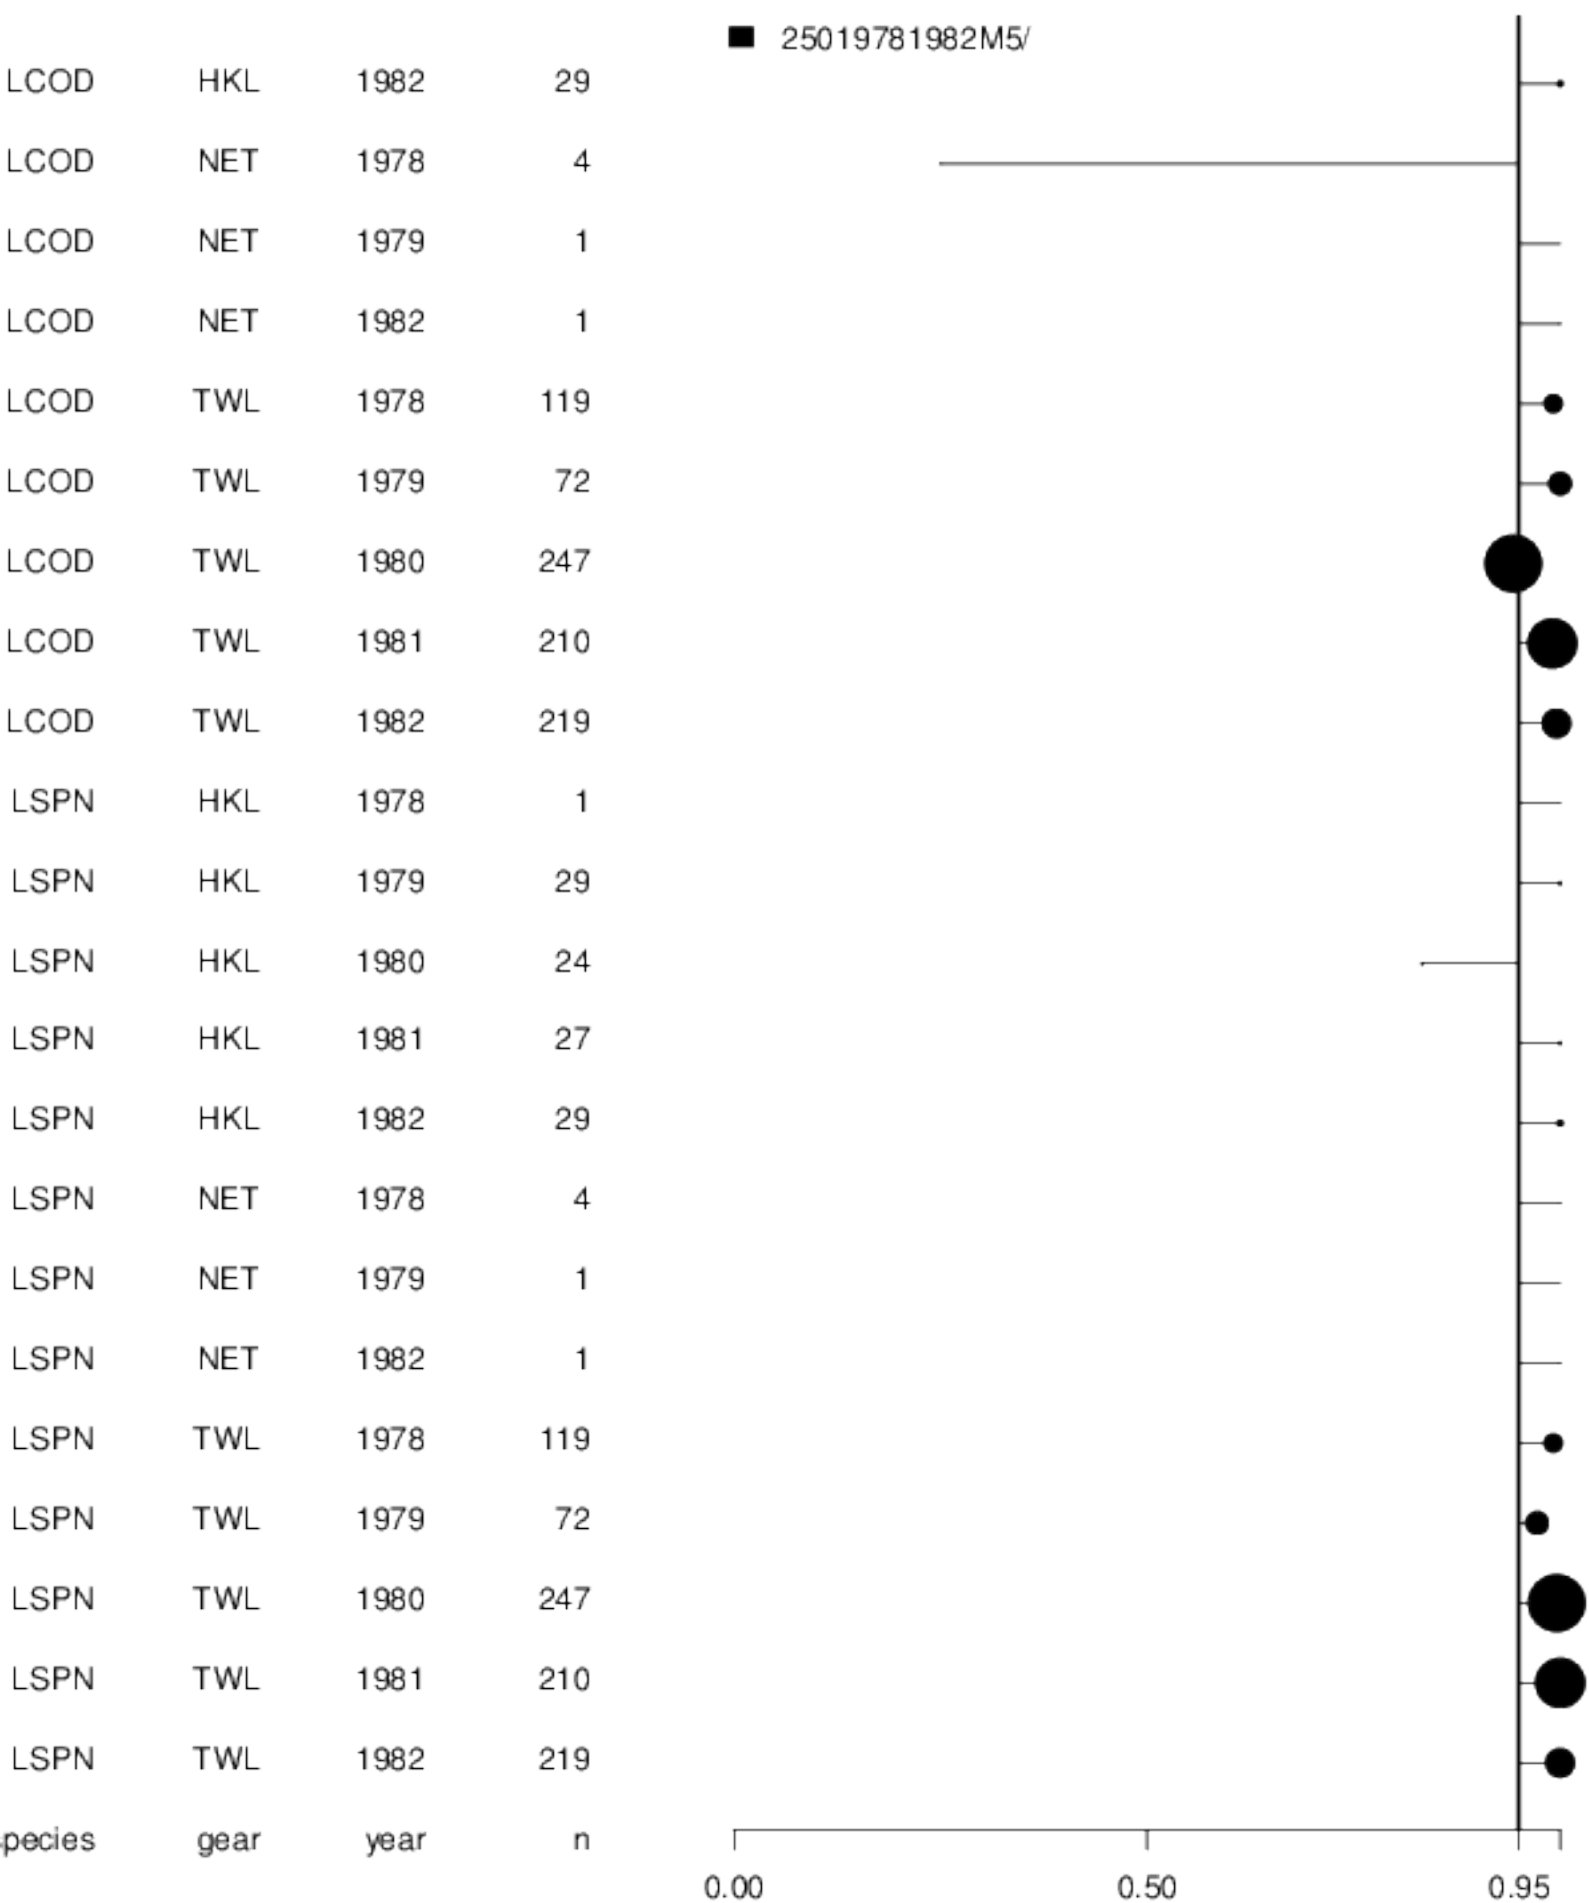 25019781982M5/
LCOD HKL 1982 29
LCOD NET 1978 4
LCOD NET 1979 1
LCOD NET 1982 1
LCOD TWL 1978 119
LCOD TWL 1979 72
LCOD TWL 1980 247
LCOD TWL 1981 210
LCOD TWL 1982 219
LSPN HKL 1978 1
LSPN HKL 1979 29
LSPN HKL 1980 24
LSPN HKL 1981 27
LSPN HKL 1982 29
LSPN NET 1978 4
LSPN NET 1979 1
LSPN NET 1982 1
LSPN TWL 1978 119
LSPN TWL 1979 72
LSPN TWL 1980 247
LSPN TWL 1981 210
LSPN TWL 1982 219
pecies gear year n
0.00 0.50 0.95